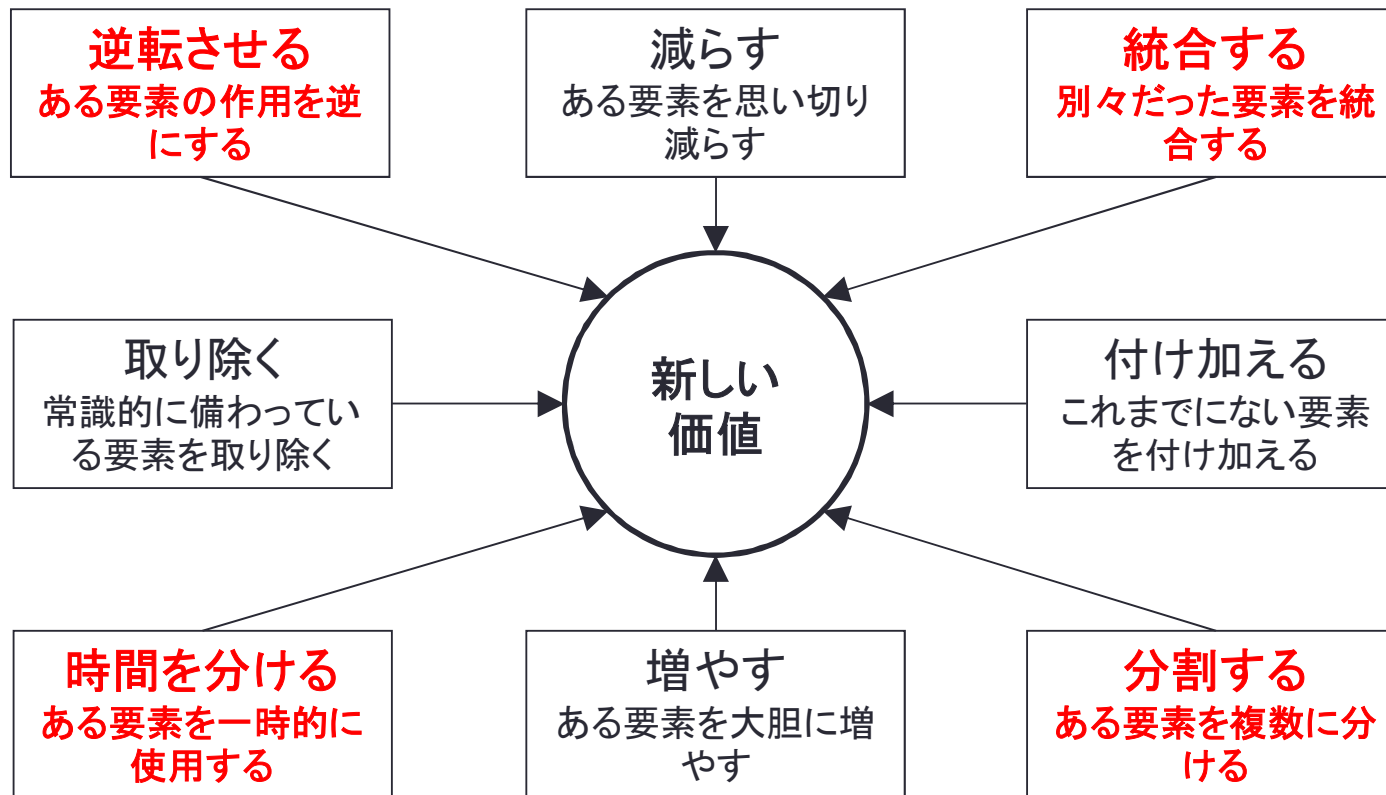 逆転させる
ある要素の作用を逆
にする
減らす
ある要素を思い切り
減らす
統合する
別々だった要素を統
合する
取り除く
常識的に備わってい
る要素を取り除く
新しい
価値
付け加える
これまでにない要素
を付け加える
時間を分ける
ある要素を一時的に
使用する
増やす
ある要素を大胆に増
やす
分割する
ある要素を複数に分
ける